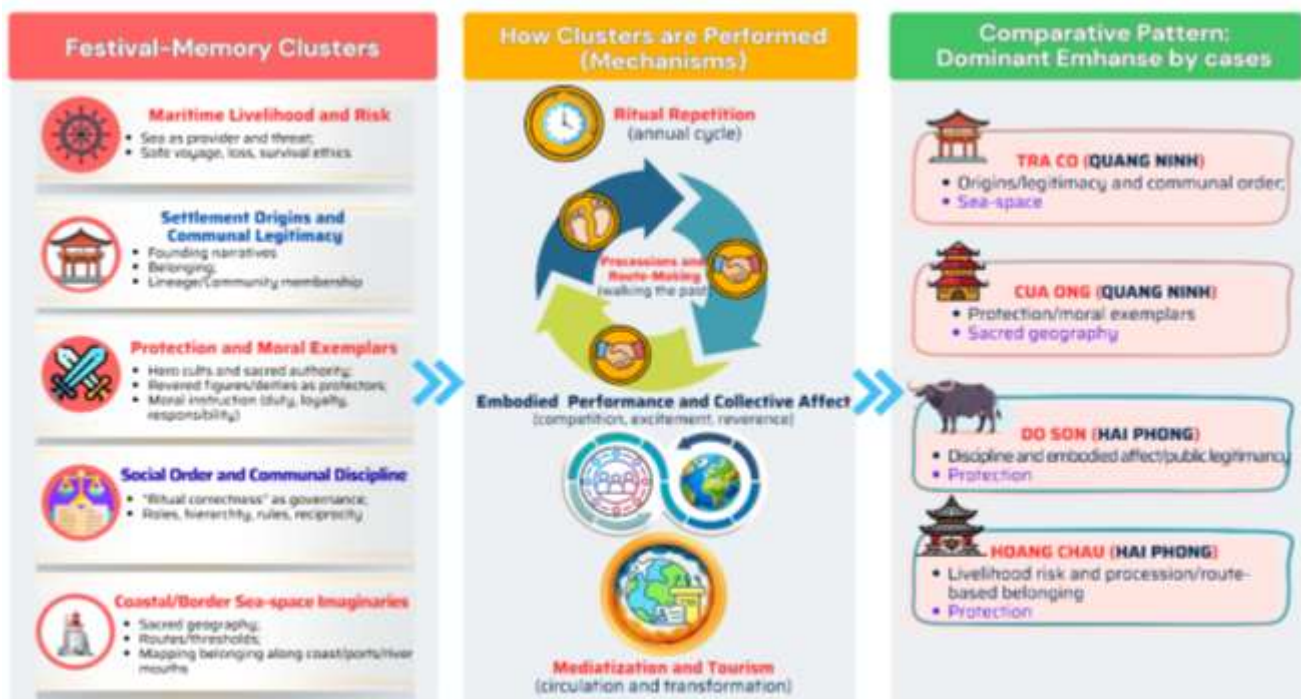 Festival-Memory Clusters
Maritime Livelihood and Risk
• Sea as provider and threat;
• Safe voyage, loss, survival ethics
Settlement Origins and
Communal Legitimacy
• Founding narratives
• Belonging;
• Lineage/Community membership
Protection and Moral Exemplars
• Hero cults and sacred authority;
• Revered figures/deities as protectors;
• Moral instruction (duty, loyalty,
responsibility)
Social Order and Communal Discipline
• "Ritual correctness" as governance;
• Roles, hierarchy, rules, reciprocity
Coastal/Border Sea-space Imaginaries
• Sacred geography;
• Routes/thresholds;
• Mapping belonging along coast/ports/river
mouths
How Clusters are Performed
(Mechanisms)
Ritual Repetition
(annual cycle)
Processions and
Route-Making
(walking the past)
Embodied Performance and Collective Affect
(competition, excitement, reverence)
Mediatization and Tourism
(circulation and transformation)
Comparative Pattern:
Dominant Emhanse by cases
TRA CO (QUANG NINH)
• Origins/legitimacy and communal order;
• Sea-space
CUA ONG (QUANG NINH)
• Protection/moral exemplars
• Sacred geography
DO SON (HAI PHONG)
• Discipline and embodied affect/public legitimancy
• Protection
HOANG CHAU (HAI PHONG)
• Livelihood risk and procession/route-
based belonging
• Protection